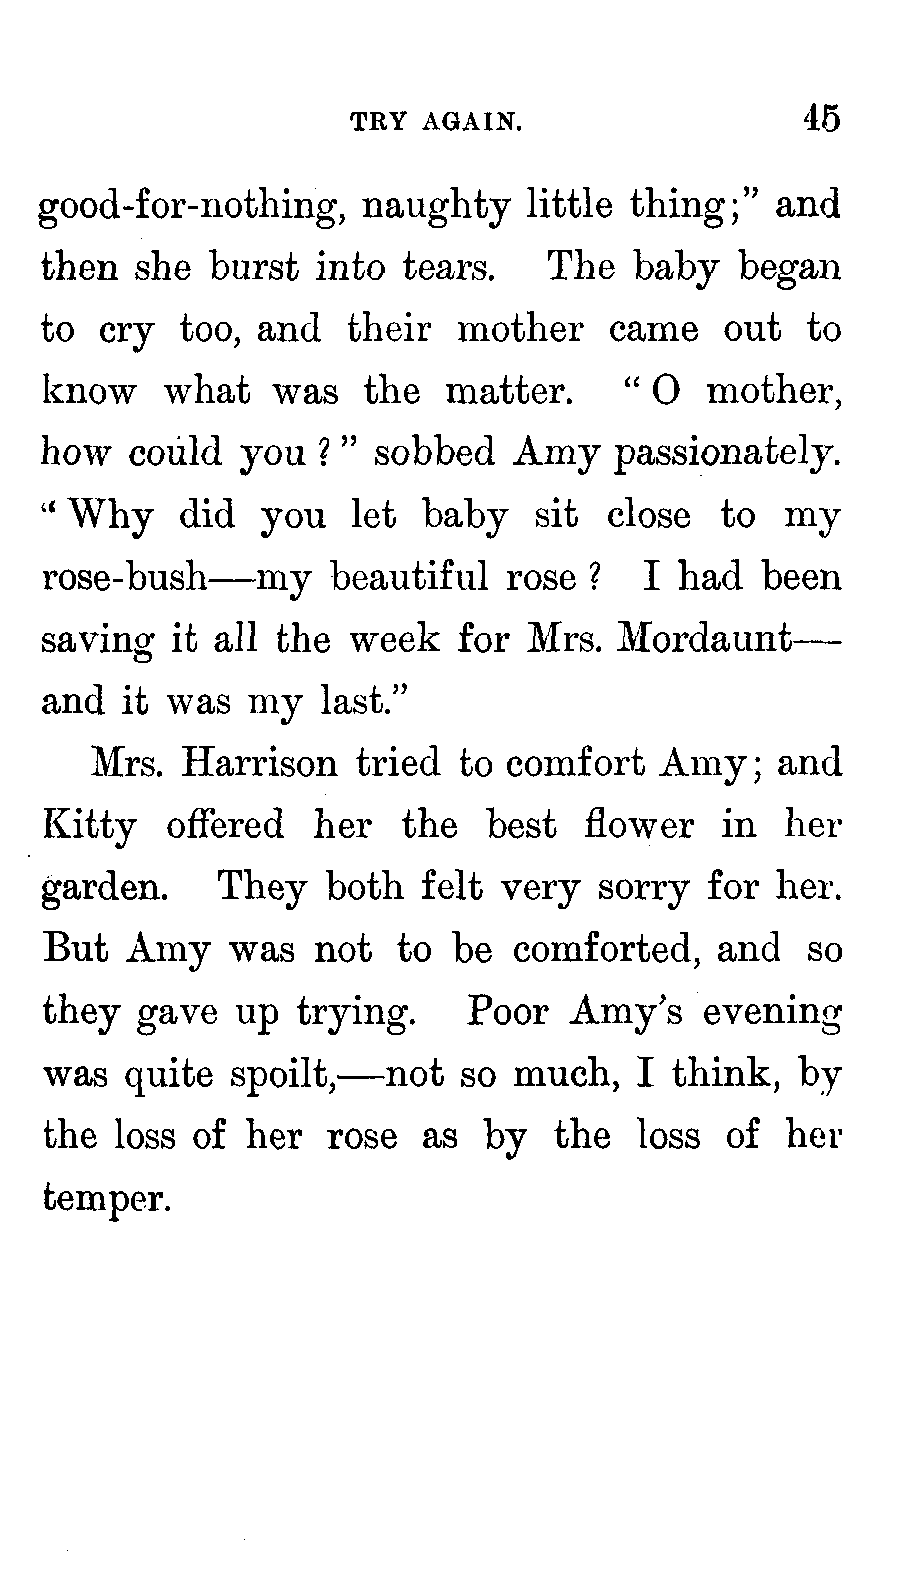 TRY AGAIN. 45
good-for-nothing, naughty little thing;” and
then she burst into tears. The baby began
to cry too, and their mother came out to
know what was the matter. “ O mother,
how could you ? ” sobbed Amy passionately.
“ Why did you let baby sit close to my
rose-bush—my beautiful rose ? I had been
saving it all the week for Mrs. Mordaunt—
and it was my last.”
Mrs. Harrison tried to comfort Amy; and
Kitty offered her the best flower in her
garden. They both felt very sorry for her.
But Amy was not to be comforted, and so
they gave up trying. Poor Amy’s evening
was quite spoilt,—not so much, I think, by
the loss of her rose as by the loss of her
temper.